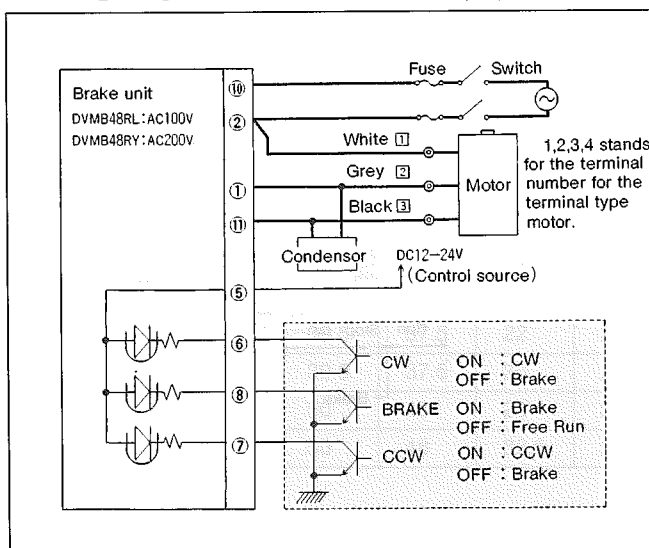 Fuse Switch
Brake unit
DVMB48RL:AC100V
DVMB48RY:AC200V
⑩
②
White 1
Grey 2
Black 3
①
⑪
Motor
1,2,3,4 stands
for the terminal
number for the
terminal type
motor.
Condensor
DC12-24V
(Control source)
⑤
⑥
⑧
⑦
CW ON : CW
OFF : Brake
BRAKE ON : Brake
OFF : Free Run
CCW ON : CCW
OFF : Brake